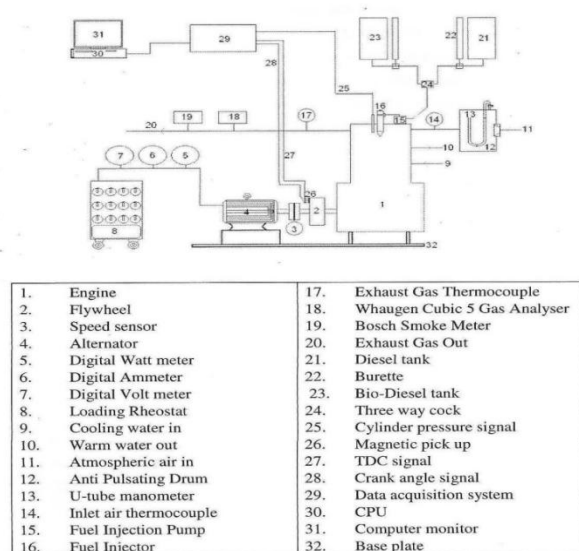 31
30
29
28
25
23
22
21
24
16
15
14
13
12
11
20
19
18
17
27
26
10
9
7
6
5
8
4
3
2
1
32
1. Engine
2. Flywheel
3. Speed sensor
4. Alternator
5. Digital Watt meter
6. Digital Ammeter
7. Digital Volt meter
8. Loading Rheostat
9. Cooling water in
10. Warm water out
11. Atmospheric air in
12. Anti Pulsating Drum
13. U-tube manometer
14. Inlet air thermocouple
15. Fuel Injection Pump
16. Fuel Injector
17. Exhaust Gas Thermocouple
18. Whaugen Cubic 5 Gas Analyser
19. Bosch Smoke Meter
20. Exhaust Gas Out
21. Diesel tank
22. Burette
23. Bio-Diesel tank
24. Three way cock
25. Cylinder pressure signal
26. Magnetic pick up
27. TDC signal
28. Crank angle signal
29. Data acquisition system
30. CPU
31. Computer monitor
32. Base plate